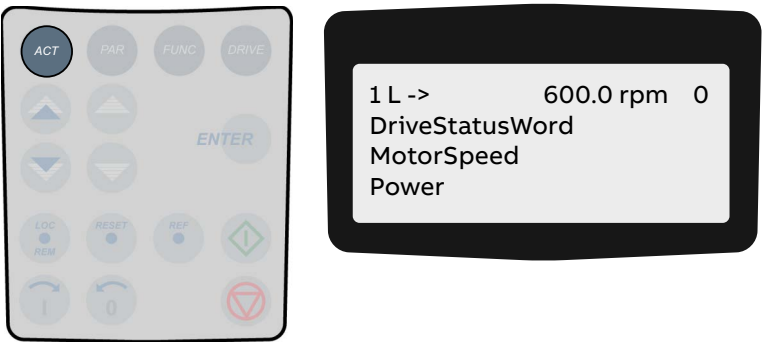 ACT PAR FUNC DRIVE
ENTER
LOC RESET REF
REM
I 0
1 L -> 600.0 rpm 0
DriveStatusWord
MotorSpeed
Power